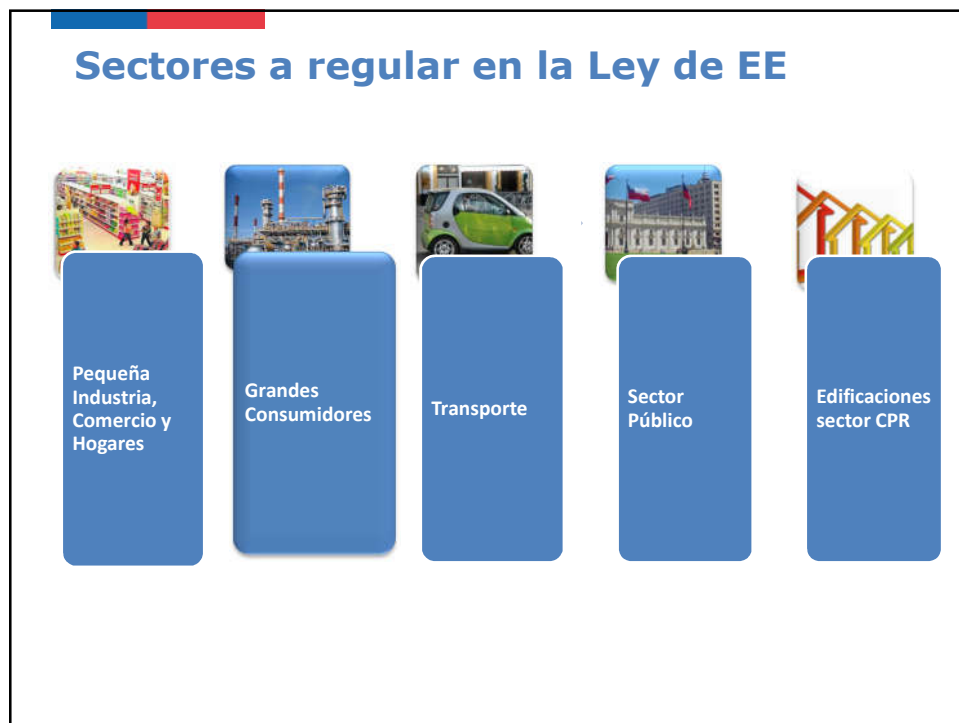 Sectores a regular en la Ley de EE
Pequeña
Industria,
Comercio y
Hogares
Grandes
Consumidores
Transporte
Sector
Público
Edificaciones
sector CPR